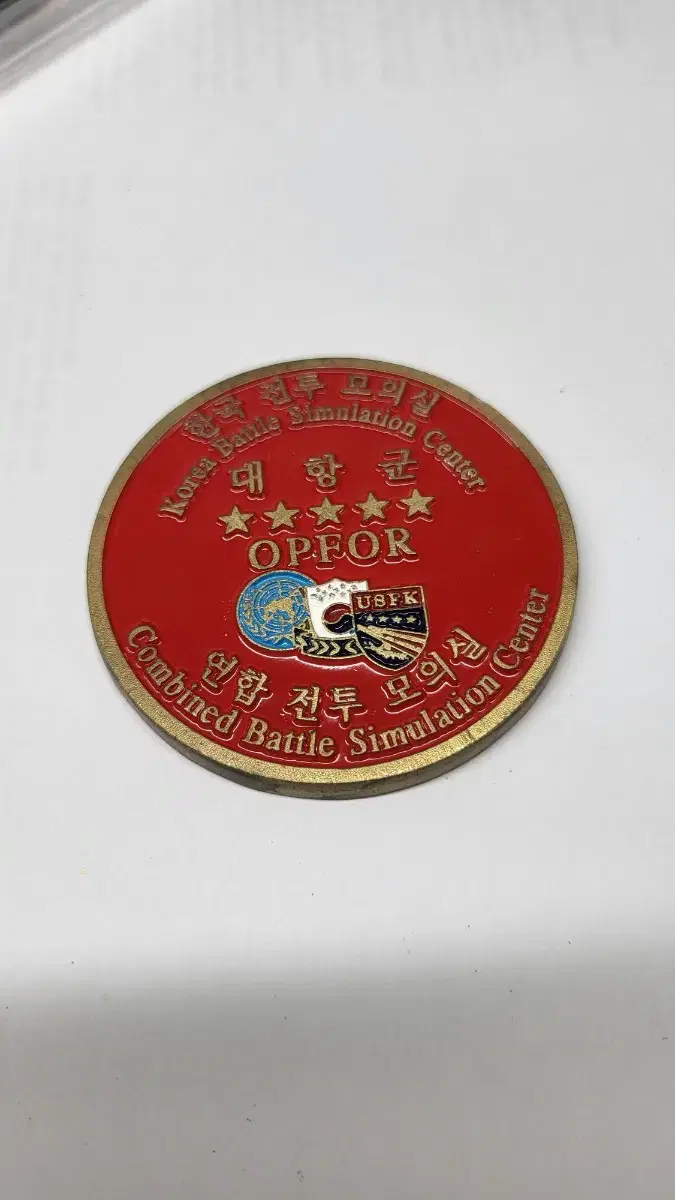 한국 전투 모의실
Korea Battle Simulation Center
대 항 군
OPFOR
USFK
연합 전투 모의실
Combined Battle Simulation Center